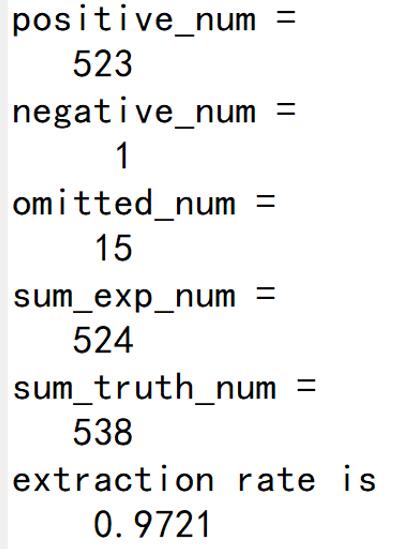 positive_num =
523
negative_num =
1
omitted_num =
15
sum_exp_num =
524
sum_truth_num =
538
extraction rate is
0.9721